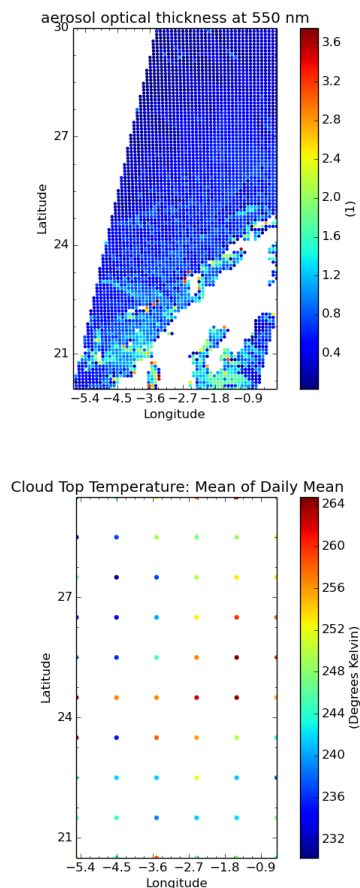 aerosol optical thickness at 550 nm
30
27
24
21
Latitude
−5.4 −4.5 −3.6 −2.7 −1.8 −0.9
Longitude
3.6
3.2
2.8
2.4
2.0
1.6
1.2
0.8
0.4
(1)
Cloud Top Temperature: Mean of Daily Mean
27
24
21
Latitude
−5.4 −4.5 −3.6 −2.7 −1.8 −0.9
Longitude
264
260
256
252
248
244
240
236
232
(Degrees Kelvin)